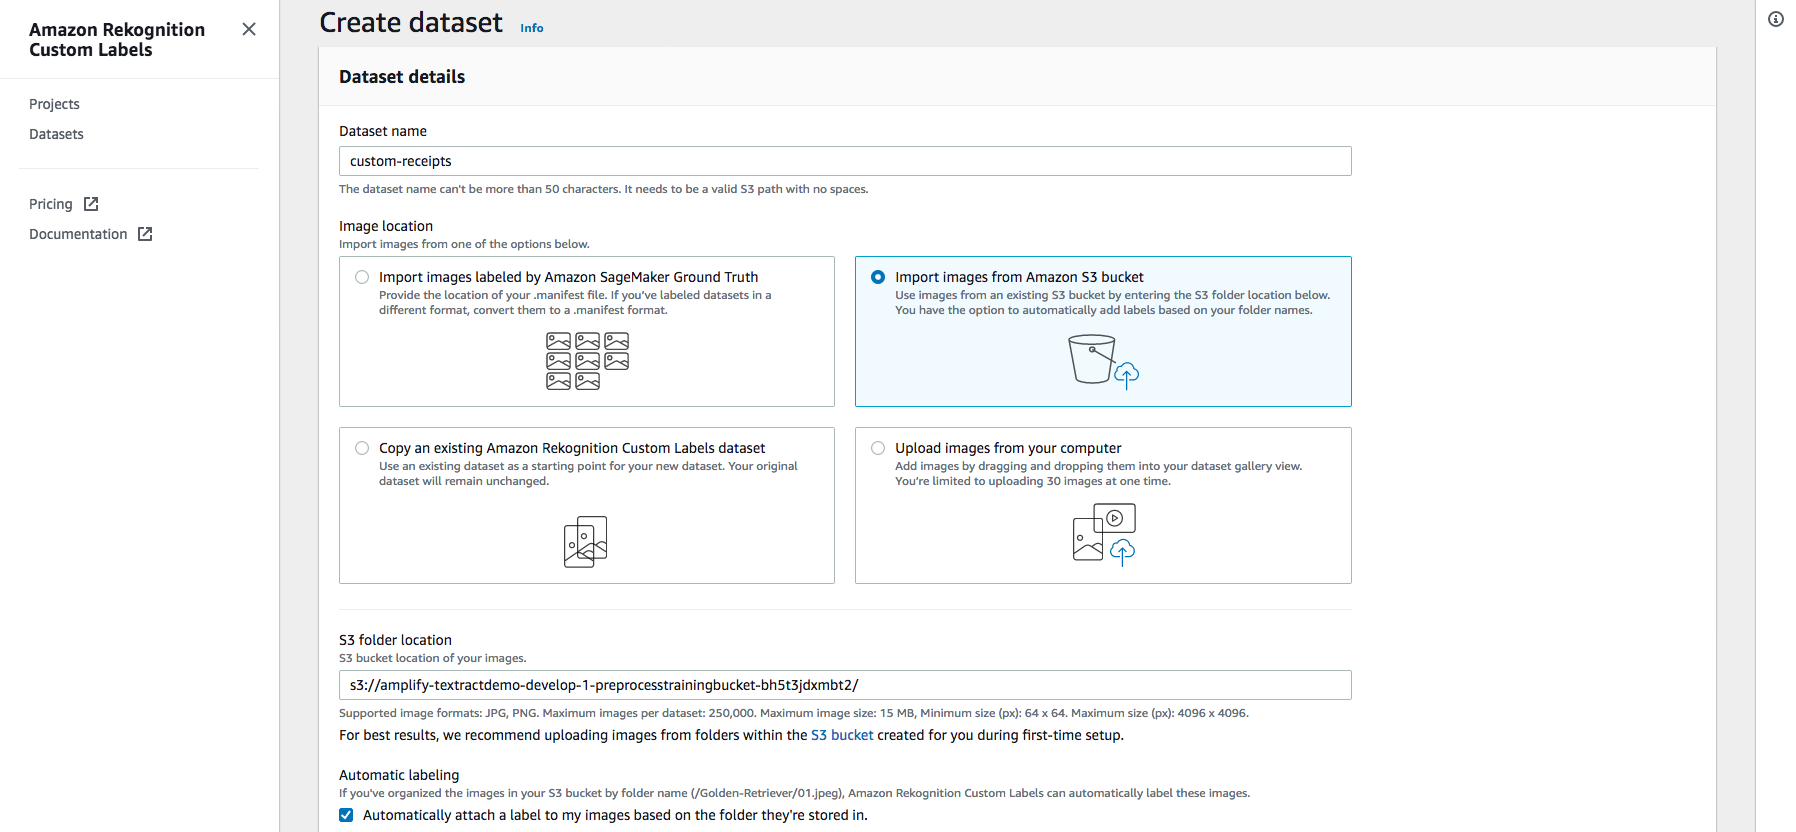 Amazon Rekognition
Custom Labels
Projects
Datasets
Pricing
Documentation
Create dataset Info
Dataset details
Dataset name
custom-receipts
The dataset name can't be more than 50 characters. It needs to be a valid S3 path with no spaces.
Image location
Import images from one of the options below.
Import images labeled by Amazon SageMaker Ground Truth
Provide the location of your .manifest file. If you've labeled datasets in a
different format, convert them to a .manifest format.
Import images from Amazon S3 bucket
Use images from an existing S3 bucket by entering the S3 folder location below.
You have the option to automatically add labels based on your folder names.
Copy an existing Amazon Rekognition Custom Labels dataset
Use an existing dataset as a starting point for your new dataset. Your original
dataset will remain unchanged.
Upload images from your computer
Add images by dragging and dropping them into your dataset gallery view.
You're limited to uploading 30 images at one time.
S3 folder location
S3 bucket location of your images.
s3://amplify-textractdemo-develop-1-preprocesstrainingbucket-bh5t3jdxmbt2/
Supported image formats: JPG, PNG. Maximum images per dataset: 250,000. Maximum image size: 15 MB, Minimum size (px): 64 x 64. Maximum size (px): 4096 x 4096.
For best results, we recommend uploading images from folders within the S3 bucket created for you during first-time setup.
Automatic labeling
If you've organized the images in your S3 bucket by folder name (/Golden-Retriever/01.jpeg), Amazon Rekognition Custom Labels can automatically label these images.
Automatically attach a label to my images based on the folder they're stored in.